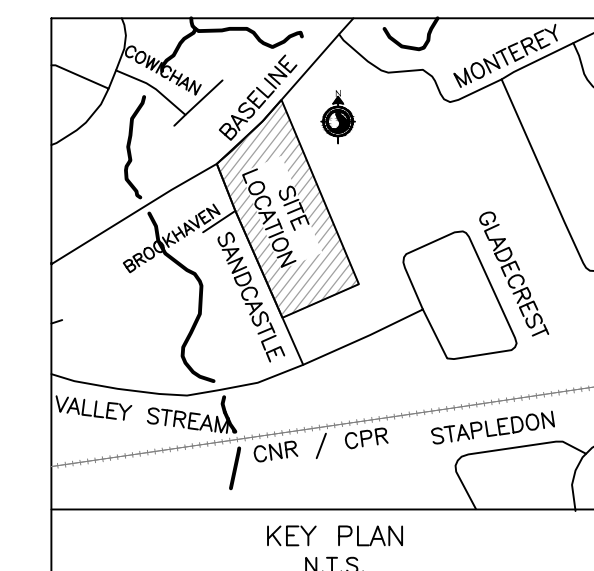 COWICHAN
BASELINE
MONTEREY
N
SITE
LOCATION
BROOKHAVEN
SANDCASTLE
GLADECREST
VALLEY STREAM
CNR / CPR
STAPLEDON
KEY PLAN
N.T.S.